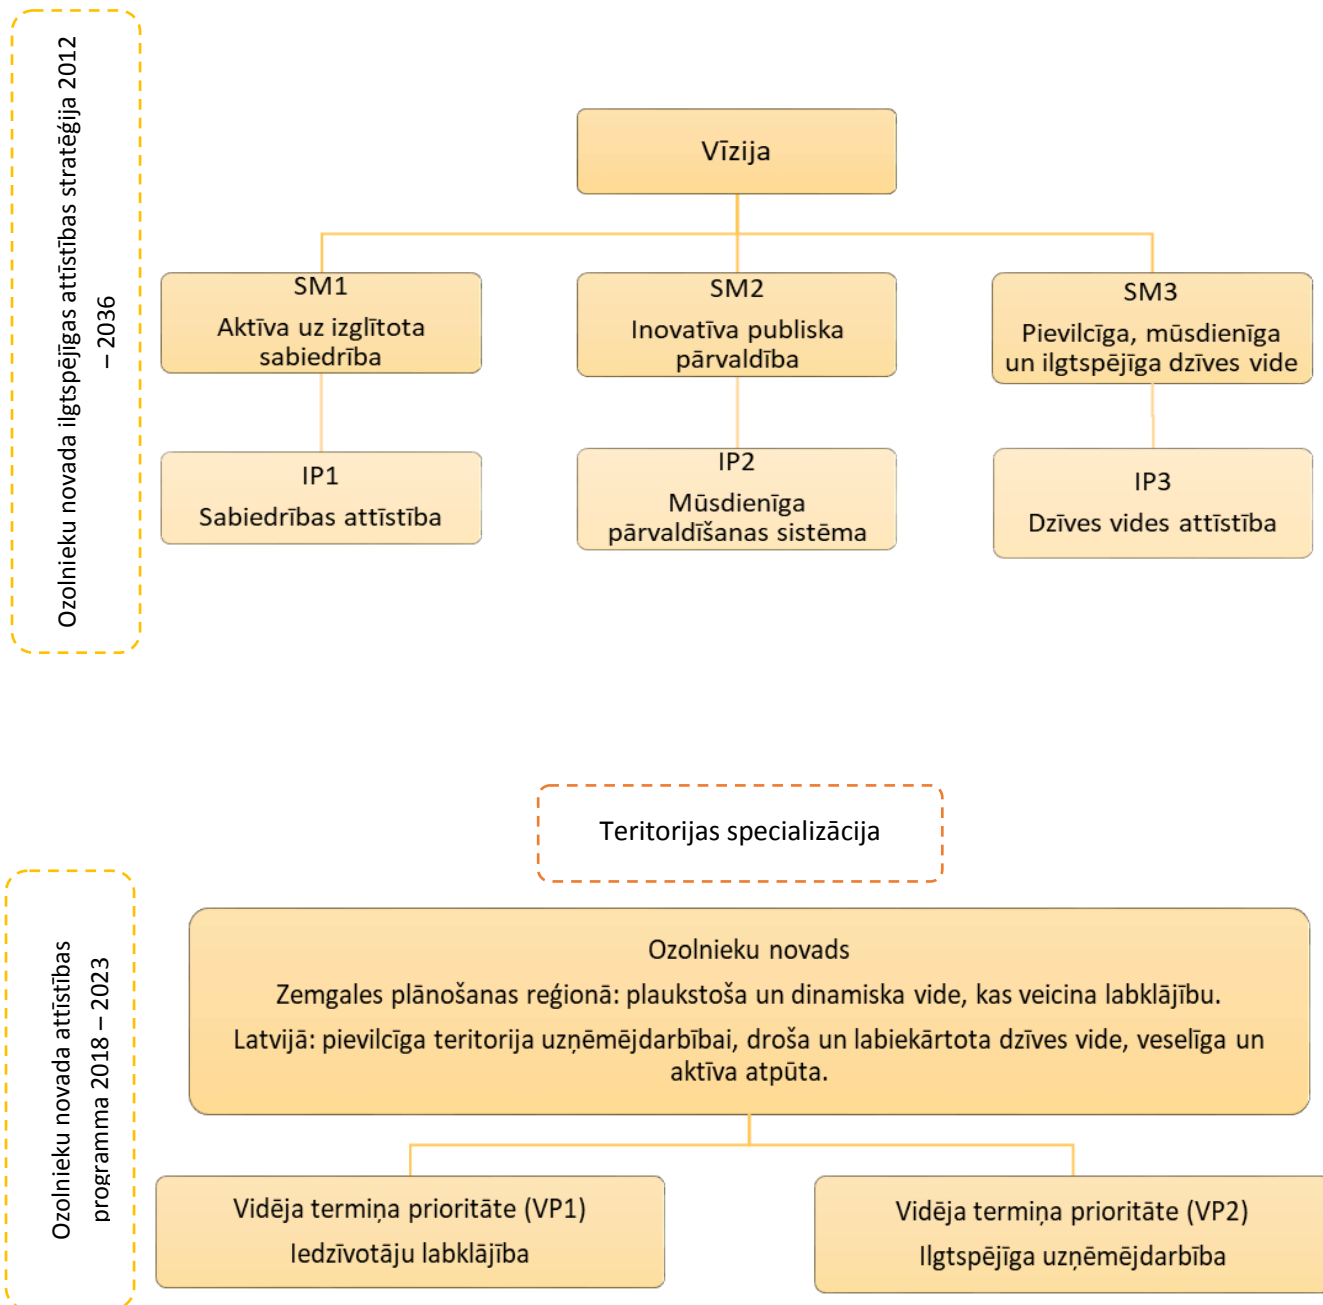 Ozolnieku novada ilgtspējīgas attīstības stratēģija 2012
– 2036
Vīzija
SM1
Aktīva uz izglītota
sabiedrība
SM2
Inovatīva publiska
pārvaldība
SM3
Pievilcīga, mūsdienīga
un ilgtspējīga dzīves vide
IP1
Sabiedrības attīstība
IP2
Mūsdienīga
pārvaldīšanas sistēma
IP3
Dzīves vides attīstība
Teritorijas specializācija
Ozolnieku novada attīstības
programma 2018 – 2023
Ozolnieku novads
Zemgales plānošanas reģionā: plaukstoša un dinamiska vide, kas veicina labklājību.
Latvijā: pievilcīga teritorija uzņēmējdarbībai, droša un labiekārtota dzīves vide, veselīga un
aktīva atpūta.
Vidēja termiņa prioritāte (VP1)
Iedzīvotāju labklājība
Vidēja termiņa prioritāte (VP2)
Ilgtspējīga uzņēmējdarbība